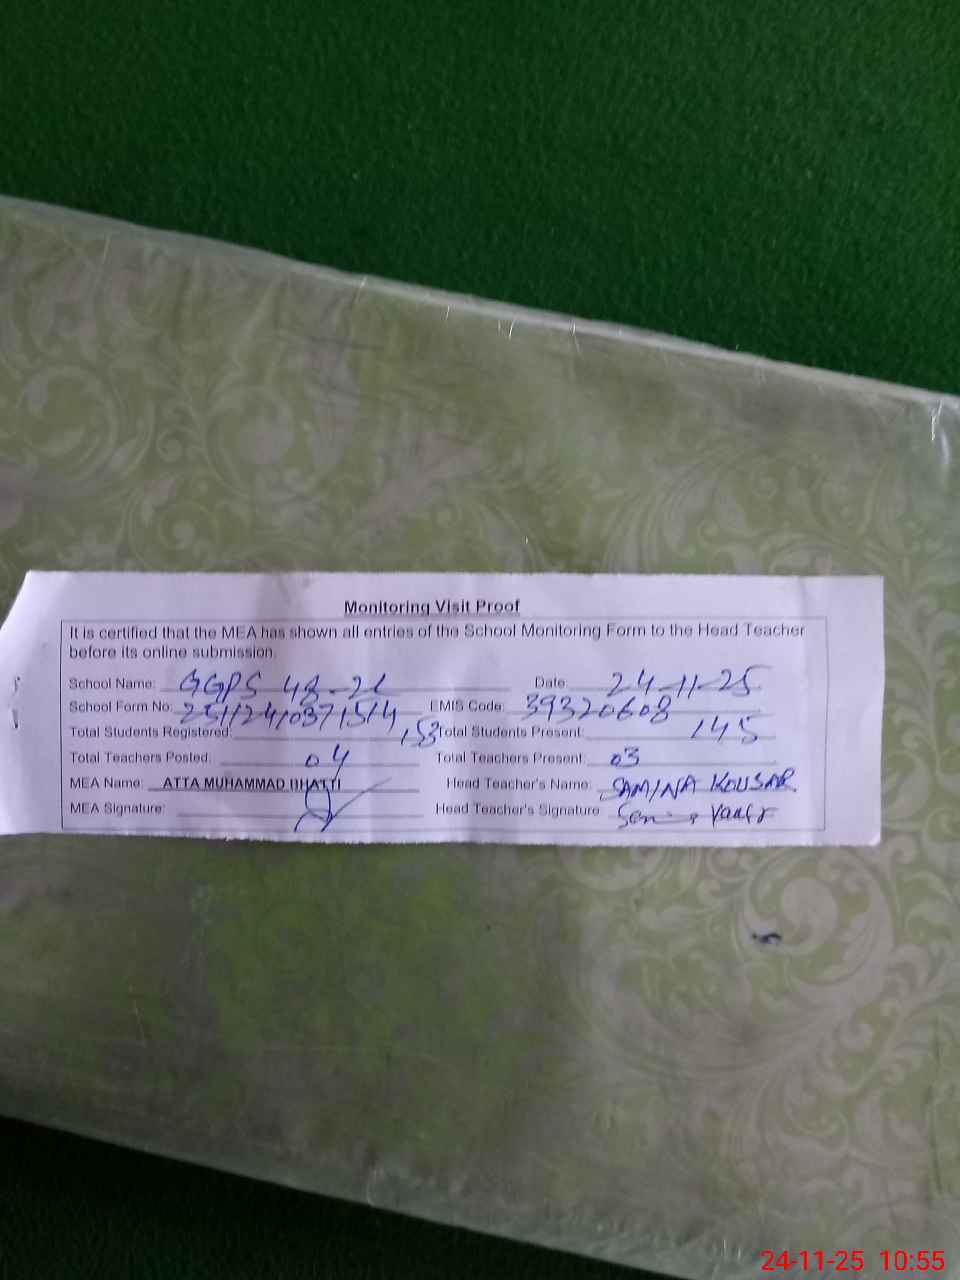 Monitoring Visit Proof
It is certified that the MEA has shown all entries of the School Monitoring Form to the Head Teacher
before its online submission.
School Name: GGPS 48-2L Date: 24-11-25
School Form No: 25112410371514 EMIS Code: 39320608
Total Students Registered: 153 Total Students Present: 145
Total Teachers Posted: 04 Total Teachers Present: 03
MEA Name: ATTA MUHAMMAD BHATTI Head Teacher's Name: SAMINA KOUSAR
MEA Signature: Head Teacher's Signature
24-11-25 10:55